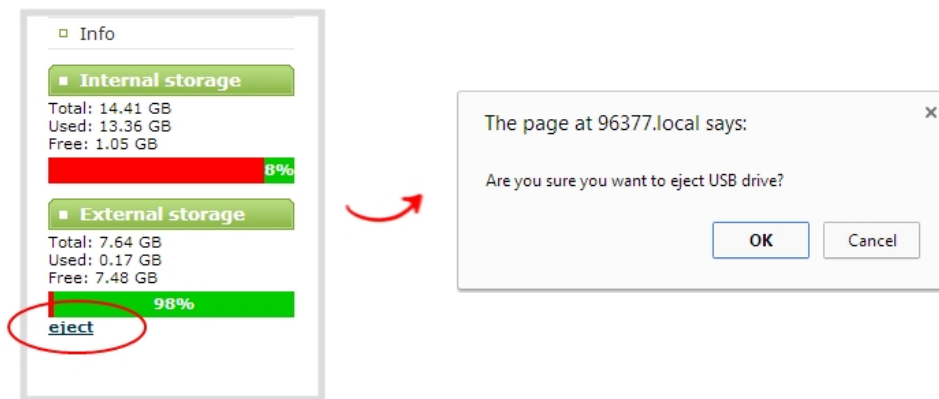 Info
Internal storage
Total: 14.41 GB
Used: 13.36 GB
Free: 1.05 GB
8%
External storage
Total: 7.64 GB
Used: 0.17 GB
Free: 7.48 GB
98%
eject
The page at 96377.local says:
Are you sure you want to eject USB drive?
OK
Cancel